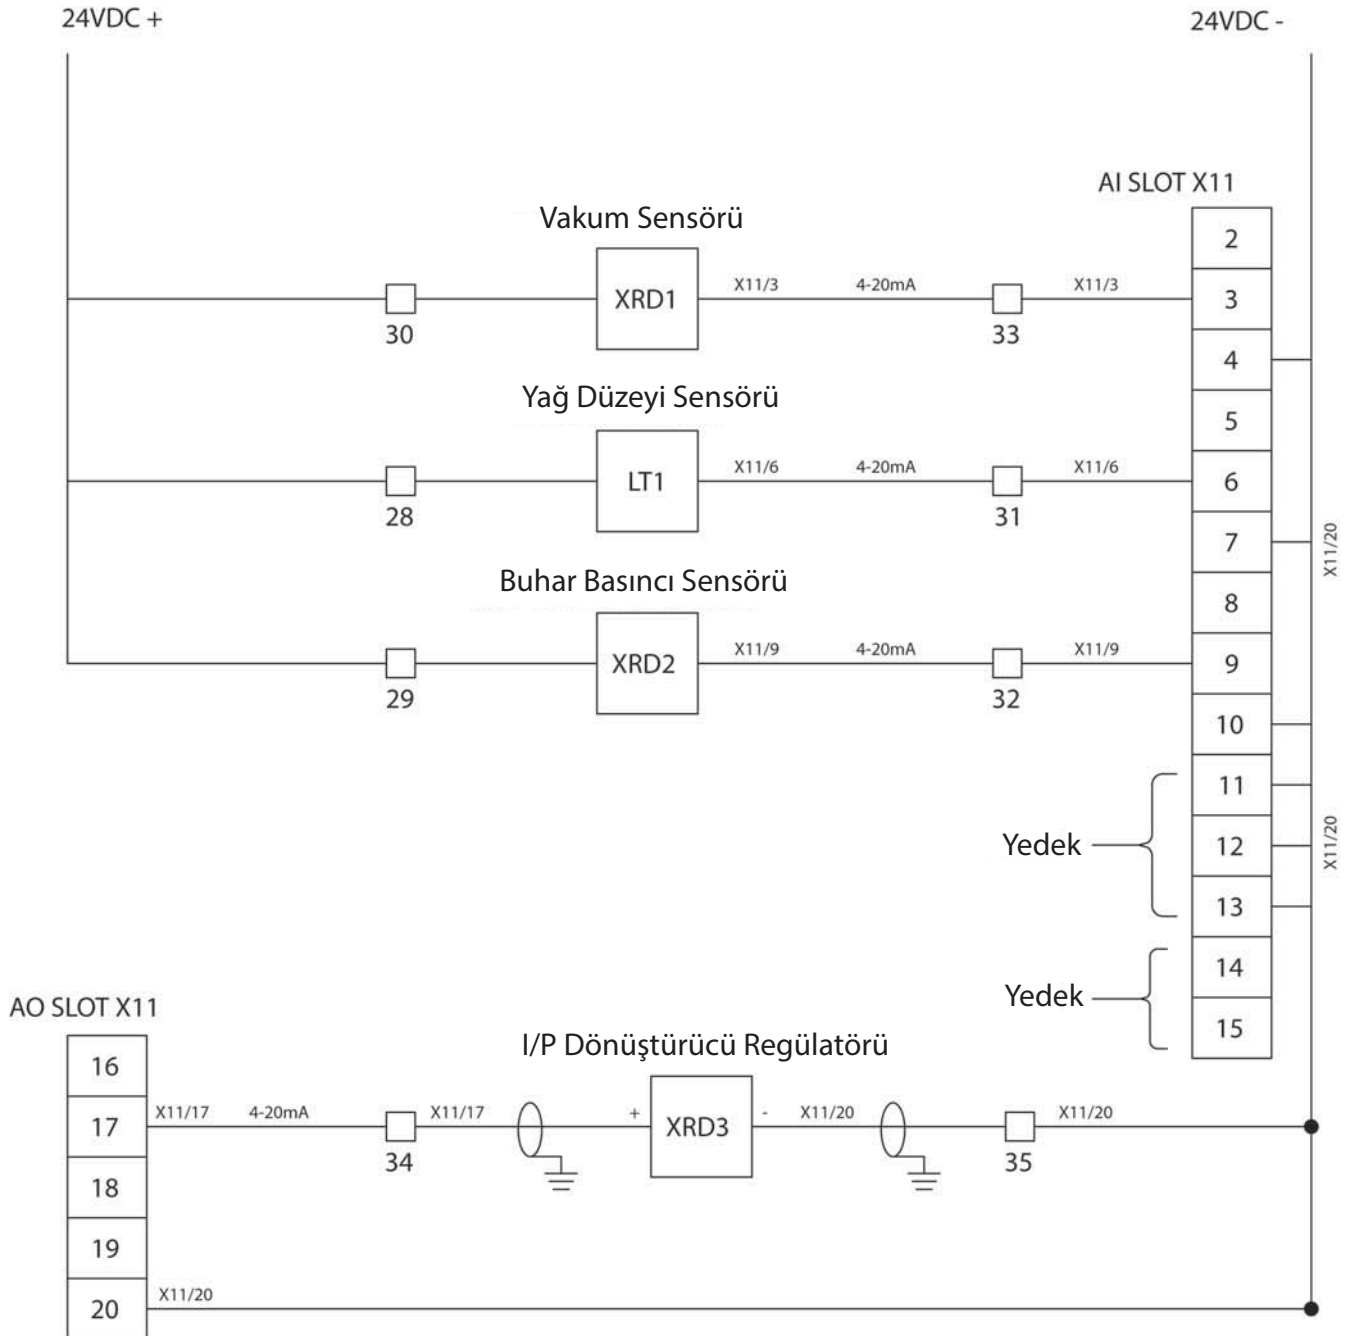 24VDC +
24VDC -
AI SLOT X11
2
Vakum Sensörü
XRD1
X11/3
4-20mA
X11/3
3
30
33
4
Yağ Düzeyi Sensörü
5
LT1
X11/6
4-20mA
X11/6
6
28
31
7
X11/20
Buhar Basıncı Sensörü
8
XRD2
X11/9
4-20mA
X11/9
9
29
32
10
11
Yedek
12
X11/20
13
14
Yedek
15
AO SLOT X11
16
I/P Dönüştürücü Regülatörü
17
X11/17
4-20mA
X11/17
+
XRD3
-
X11/20
X11/20
34
35
18
19
20
X11/20